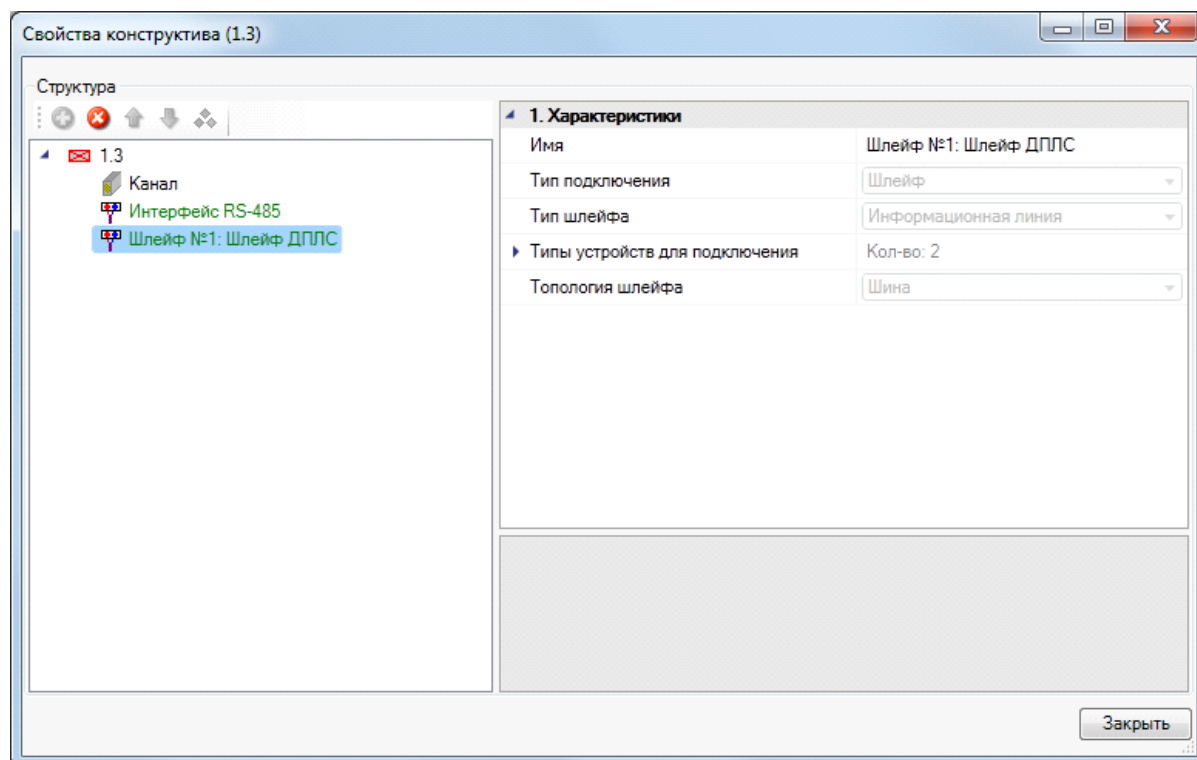 Свойства конструктива (1.3)
Структура
1.3
Канал
Интерфейс RS-485
Шлейф №1: Шлейф ДПЛС
1. Характеристики
Имя Шлейф №1: Шлейф ДПЛС
Тип подключения Шлейф
Тип шлейфа Информационная линия
Типы устройств для подключения Кол-во: 2
Топология шлейфа Шина
Закрыть